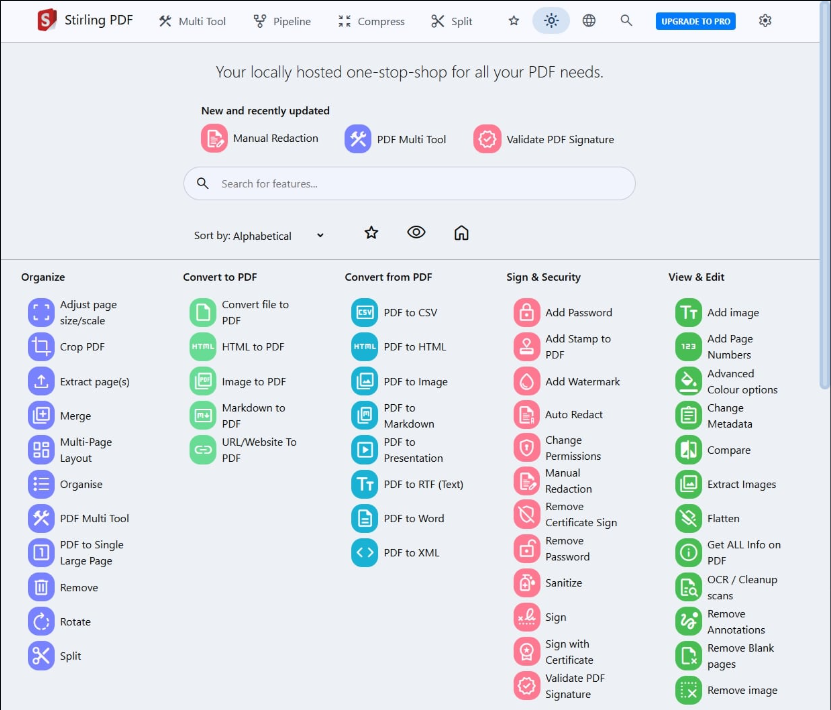 Stirling PDF
Multi Tool
Pipeline
Compress
Split
UPGRADE TO PRO
Your locally hosted one-stop-shop for all your PDF needs.
New and recently updated
Manual Redaction
PDF Multi Tool
Validate PDF Signature
Search for features...
Sort by: Alphabetical
Organize
Adjust page
size/scale
Crop PDF
Extract page(s)
Merge
Multi-Page
Layout
Organise
PDF Multi Tool
1
PDF to Single
Large Page
Remove
Rotate
Split
Convert to PDF
Convert file to
PDF
HTML
HTML to PDF
PDF
Image to PDF
M
Markdown to
PDF
URL/Website To
PDF
Convert from PDF
CSV
PDF to CSV
HTML
PDF to HTML
PDF to Image
PDF to
Markdown
PDF to
Presentation
TT
PDF to RTF (Text)
PDF to Word
PDF to XML
Sign & Security
Add Password
Add Stamp to
PDF
Add Watermark
Auto Redact
Change
Permissions
Manual
Redaction
Remove
Certificate Sign
Remove
Password
Sanitize
Sign
Sign with
Certificate
Validate PDF
Signature
View & Edit
TT
Add image
123
Add Page
Numbers
Advanced
Colour options
Change
Metadata
Compare
Extract Images
Flatten
Get ALL Info on
PDF
OCR / Cleanup
scans
Remove
Annotations
Remove Blank
pages
Remove image